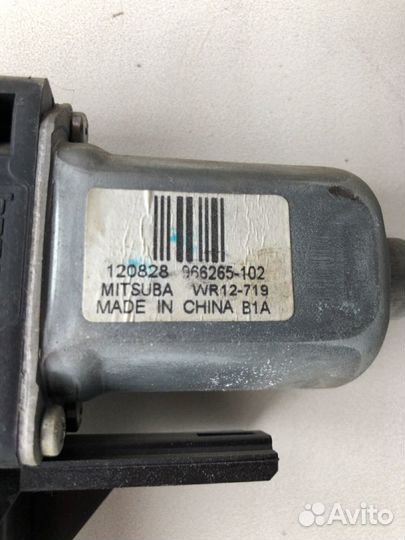 120828 966265-102
MITSUBA WR12-719
MADE IN CHINA B1A
Avito